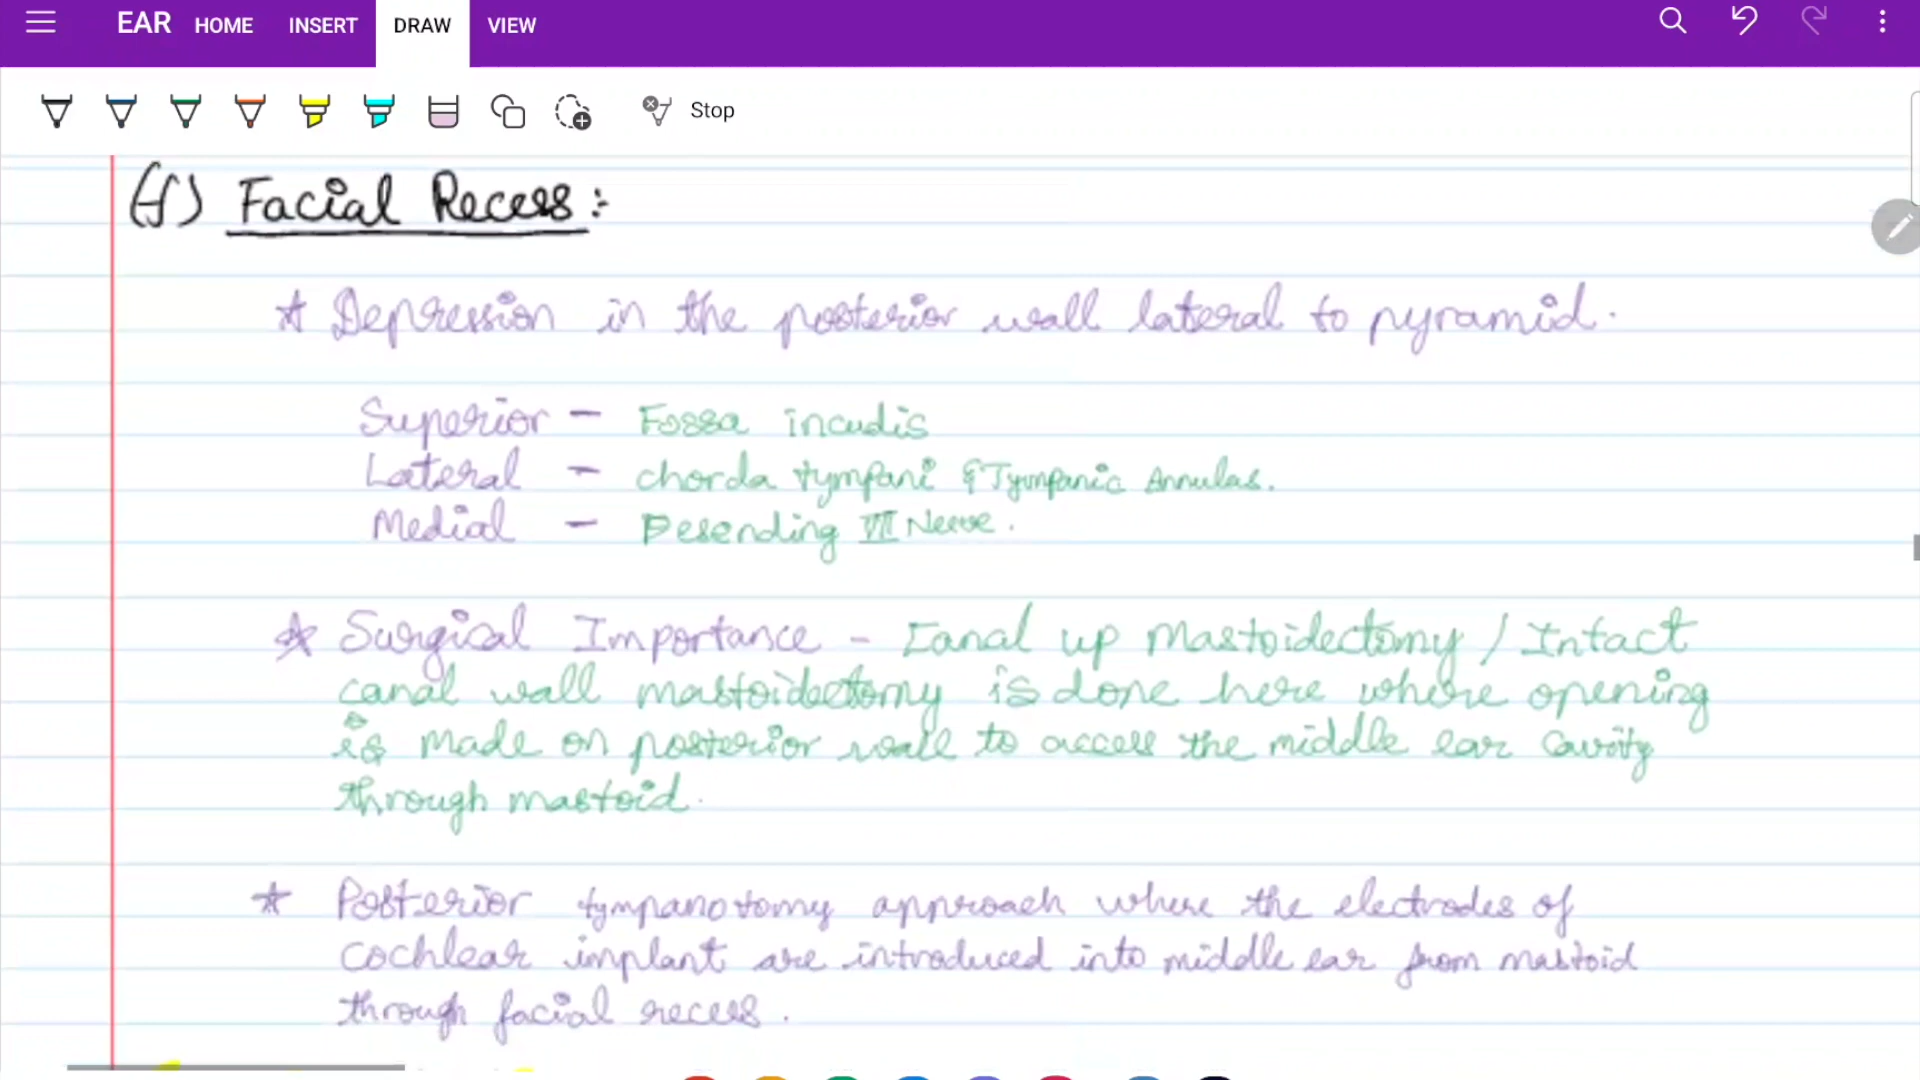 EAR HOME INSERT DRAW VIEW
Stop
(f) Facial Recess :-
* Depression in the posterior wall lateral to pyramid.
Superior - Fossa incudis
Lateral - chorda tympani & Tympanic Annulas.
Medial - Desending VII Nerve.
* Surgical Importance - Canal up Mastoidectomy / Intact
canal wall mastoidectomy is done here where opening
is made on posterior wall to access the middle ear cavity
through mastoid.
* Posterior tympanotomy approach where the electrodes of
cochlear implant are introduced into middle ear from mastoid
through facial recess.